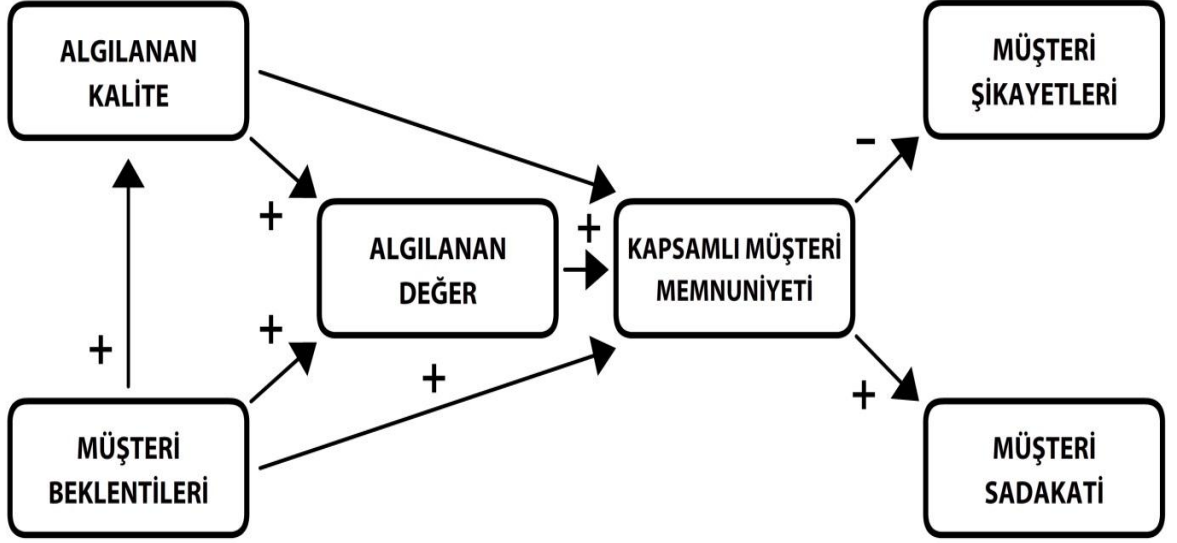 ALGILANAN
KALİTE
MÜŞTERİ
ŞİKAYETLERİ
-
+
+
ALGILANAN
DEĞER
KAPSAMLI MÜŞTERİ
MEMNUNİYETİ
+
+
+
+
MÜŞTERİ
BEKLENTİLERİ
MÜŞTERİ
SADAKATİ